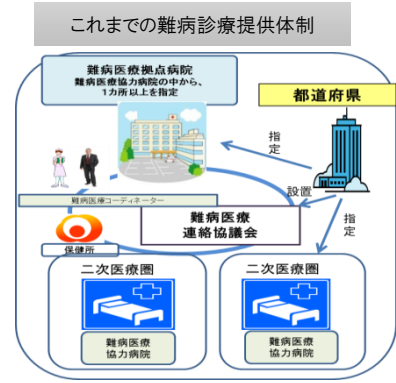 これまでの難病診療提供体制
難病医療拠点病院
難病医療協力病院の中から、
1カ所以上を指定
都道府県
指定
設置
指定
難病医療コーディネーター
難病医療
連絡協議会
保健所
二次医療圏
難病医療
協力病院
二次医療圏
難病医療
協力病院